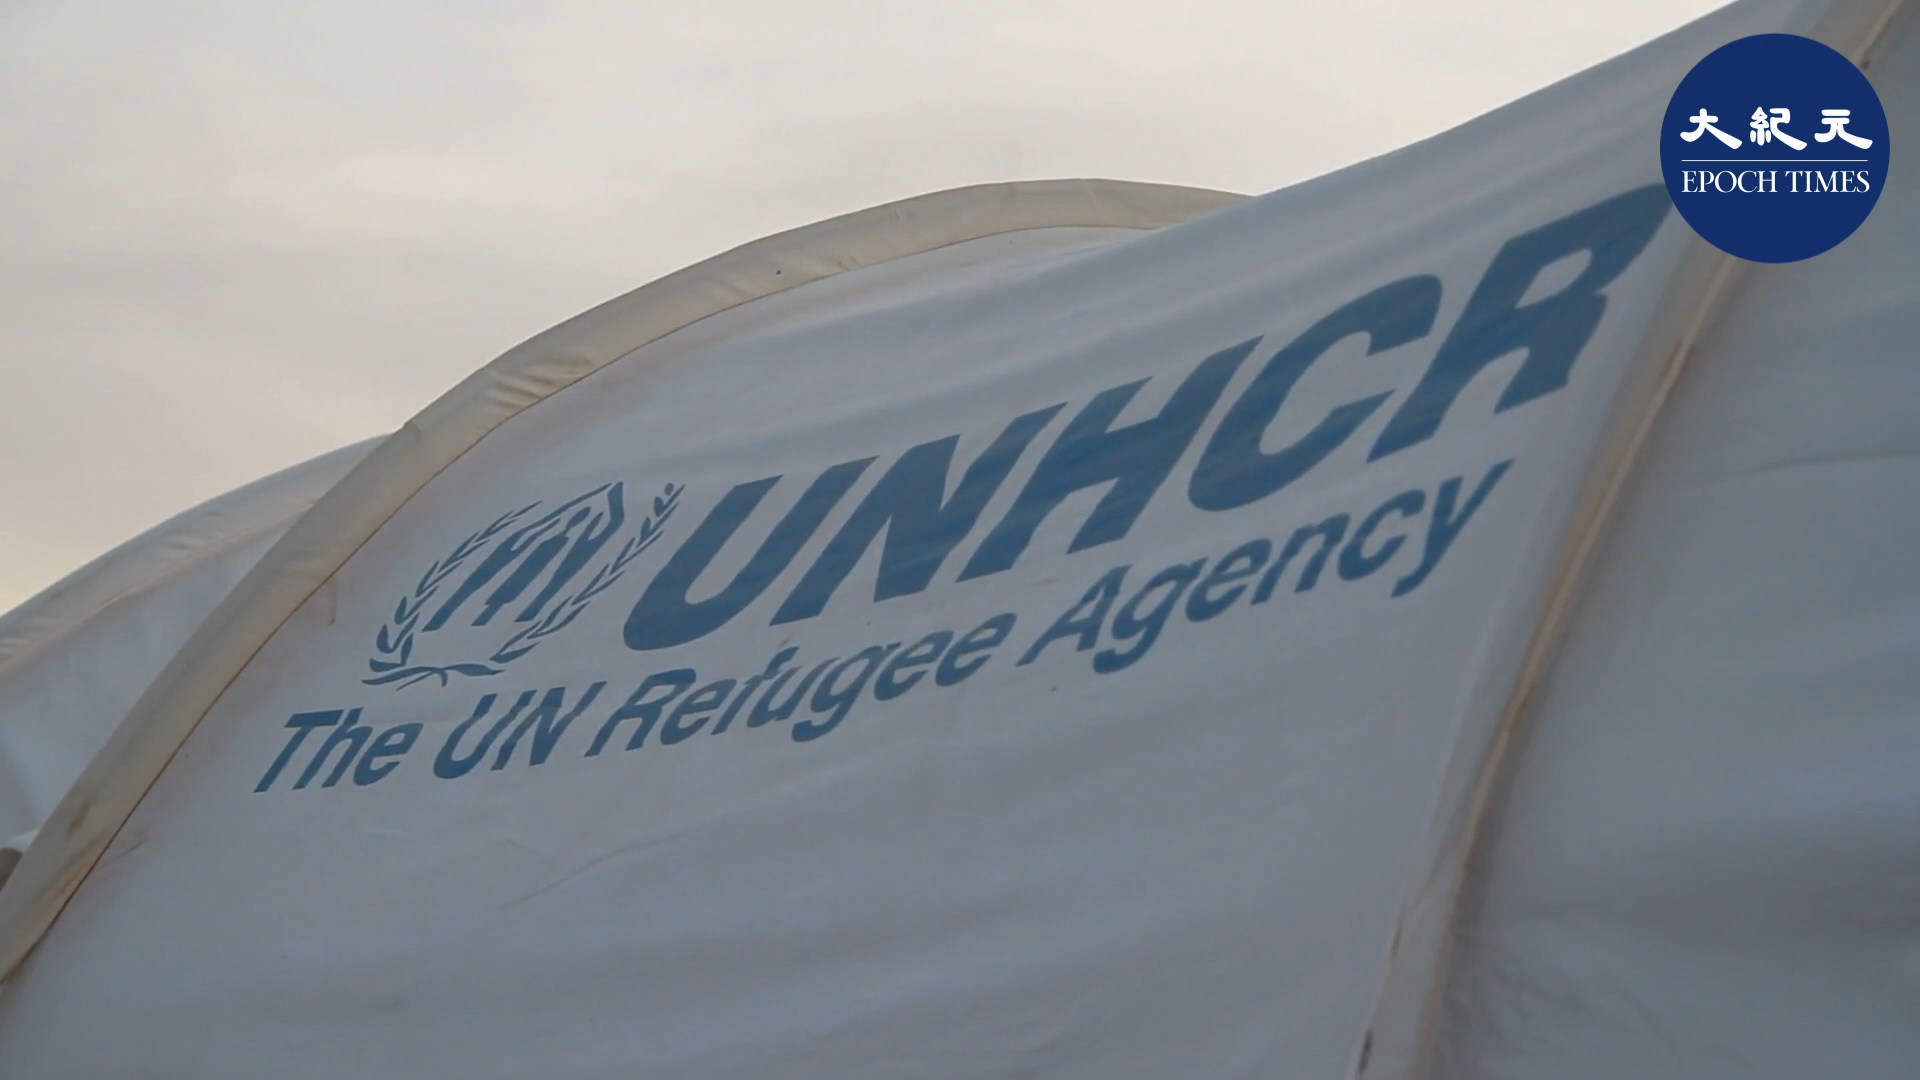 大紀元
EPOCH TIMES
UNHCR
The UN Refugee Agency